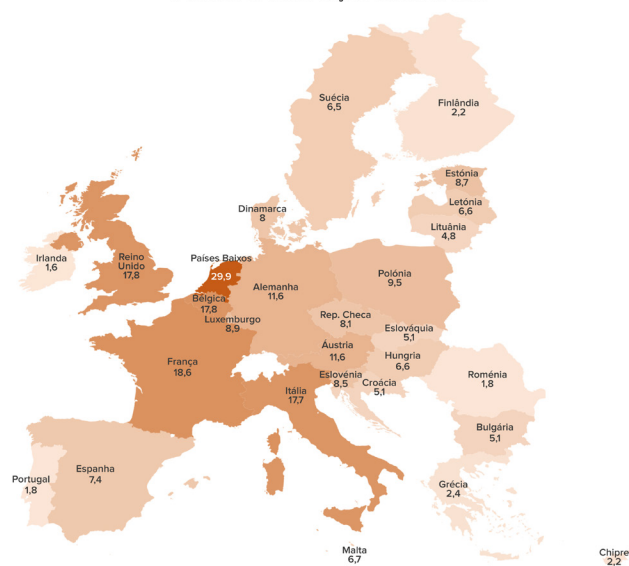 Suécia
6,5
Finlândia
2,2
Estónia
8,7
Letónia
6,6
Lituânia
4,8
Dinamarca
8
Irlanda
1,6
Reino
Unido
17,8
Países Baixos
29,9
Bélgica
17,8
Luxemburgo
8,9
Alemanha
11,6
Polónia
9,5
Rep. Checa
8,1
Eslováquia
5,1
Áustria
11,6
Hungria
6,6
França
18,6
Eslovénia
8,5
Croácia
5,1
Itália
17,7
Roménia
1,8
Bulgária
5,1
Portugal
1,8
Espanha
7,4
Grécia
2,4
Malta
6,7
Chipre
2,2